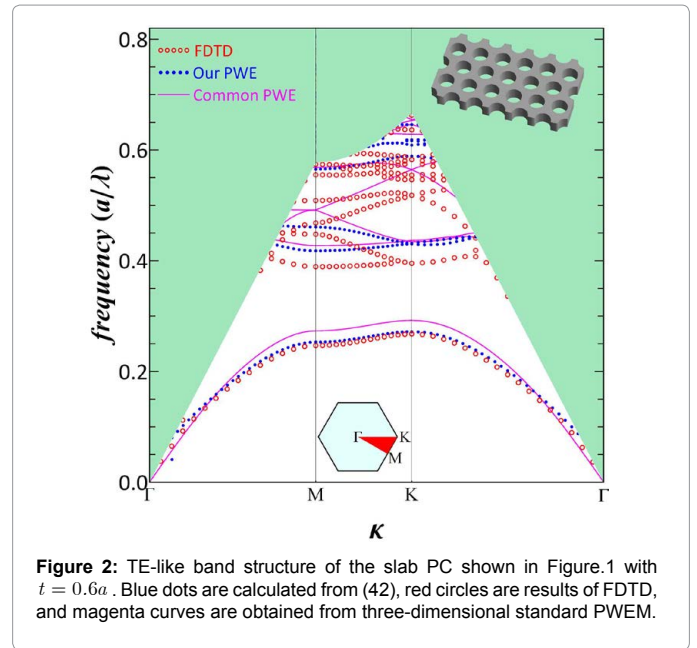 0.8
FDTD
Our PWE
Common PWE
0.6
frequency (a/λ)
0.4
0.2
Γ
K
M
0.0
Γ
M
K
Γ
K
Figure 2: TE-like band structure of the slab PC shown in Figure.1 with
t = 0.6a . Blue dots are calculated from (42), red circles are results of FDTD,
and magenta curves are obtained from three-dimensional standard PWEM.